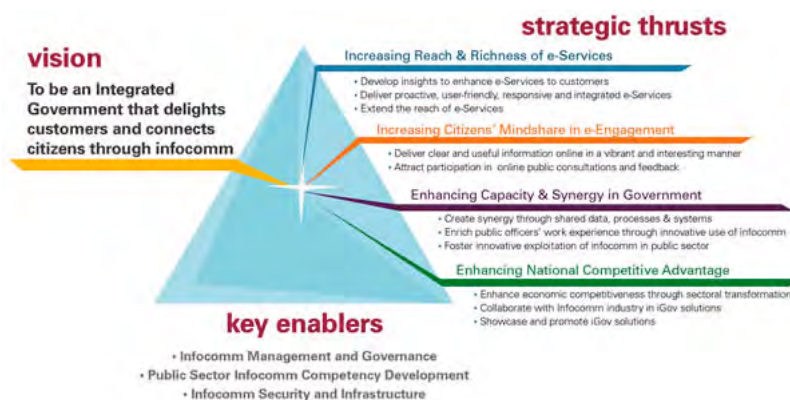 strategic thrusts
vision
To be an Integrated
Government that delights
customers and connects
citizens through infocomm
Increasing Reach & Richness of e-Services
• Develop insights to enhance e-Services to customers
• Deliver proactive, user-friendly, responsive and integrated e-Services
• Extend the reach of e-Services
Increasing Citizens' Mindshare in e-Engagement
• Deliver clear and useful information online in a vibrant and interesting manner
• Attract participation in online public consultations and feedback
Enhancing Capacity & Synergy in Government
• Create synergy through shared data, processes & systems
• Enrich public officers' work experience through innovative use of infocomm
• Foster innovative exploitation of infocomm in public sector
Enhancing National Competitive Advantage
• Enhance economic competitiveness through sectoral transformation
• Collaborate with Infocomm industry in iGov solutions
• Showcase and promote iGov solutions
key enablers
• Infocomm Management and Governance
• Public Sector Infocomm Competency Development
• Infocomm Security and Infrastructure